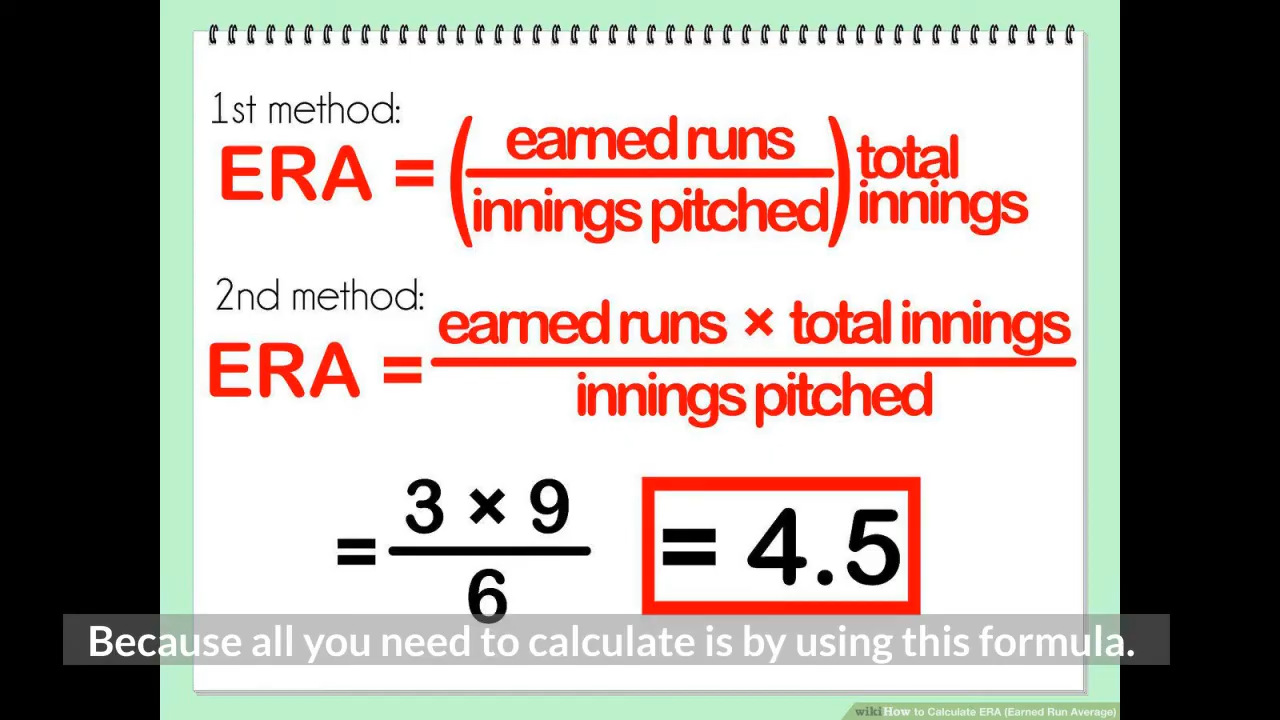 1st method:
ERA = (earned runs / innings pitched) total innings
2nd method:
ERA = earned runs × total innings / innings pitched
= 3 × 9 / 6 = 4.5
Because all you need to calculate is by using this formula.
wikiHow to Calculate ERA (Earned Run Average)